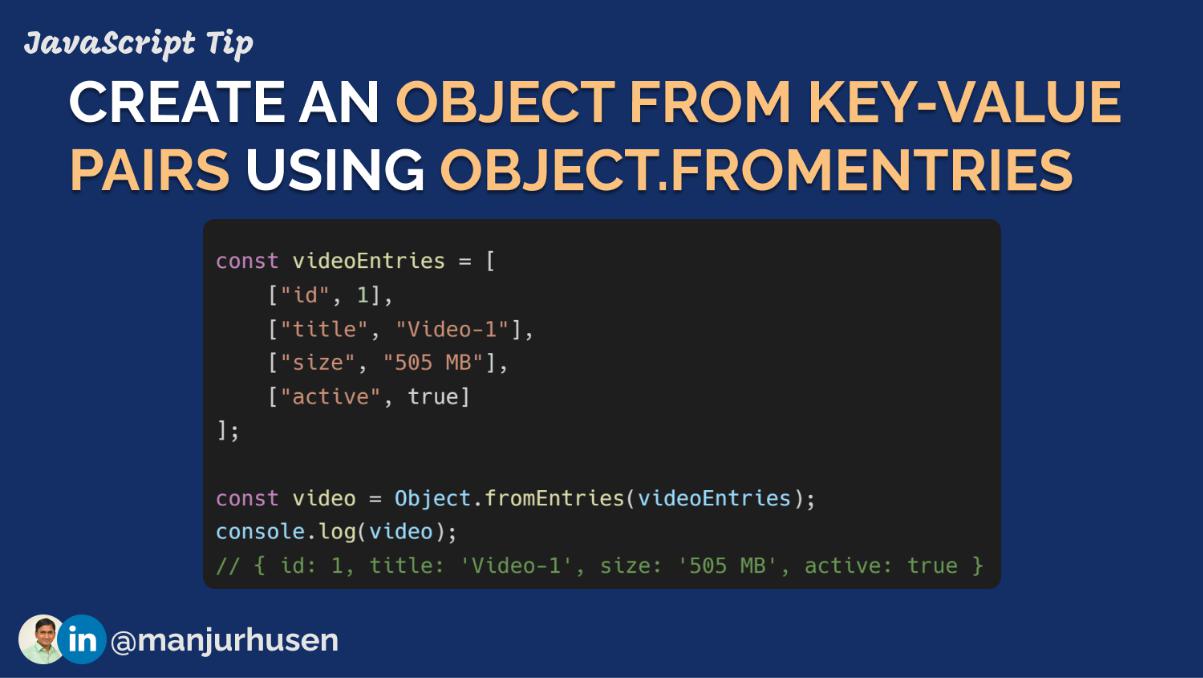 JavaScript Tip
CREATE AN OBJECT FROM KEY-VALUE
PAIRS USING OBJECT.FROMENTRIES
const videoEntries = [
    ["id", 1],
    ["title", "Video-1"],
    ["size", "505 MB"],
    ["active", true]
];
const video = Object.fromEntries(videoEntries);
console.log(video);
// { id: 1, title: 'Video-1', size: '505 MB', active: true }
in @manjurhusen